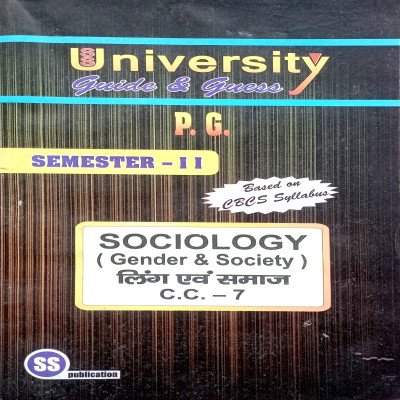 University
Guide & Guess
P. G.
SEMESTER - II
Based on
CBCS Syllabus
SOCIOLOGY
( Gender & Society )
लिंग एवं समाज
C.C. - 7
SS
publication